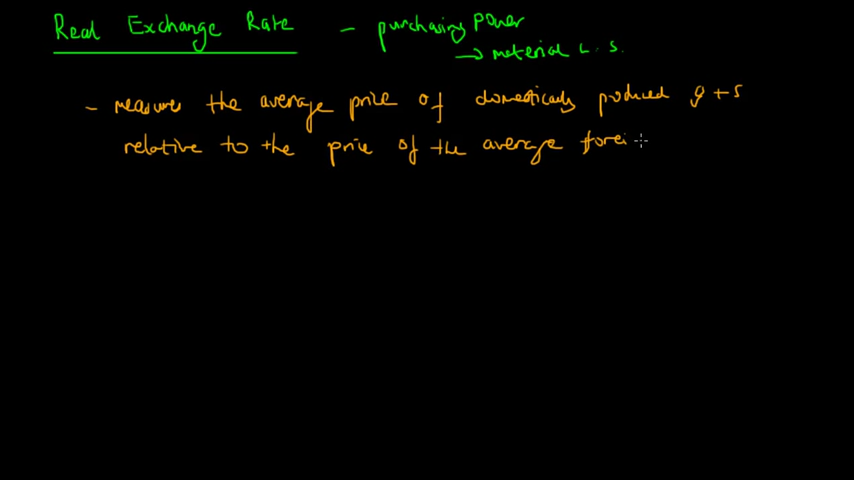 Real Exchange Rate - purchasing power
→ material L. S.
- measures the average price of domestically produced g + s
relative to the price of the average forei